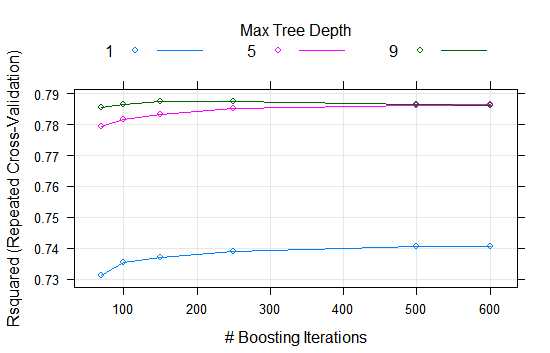 Max Tree Depth
1 5 9
Rsquared (Repeated Cross-Validation)
0.79
0.78
0.77
0.76
0.75
0.74
0.73
100 200 300 400 500 600
# Boosting Iterations